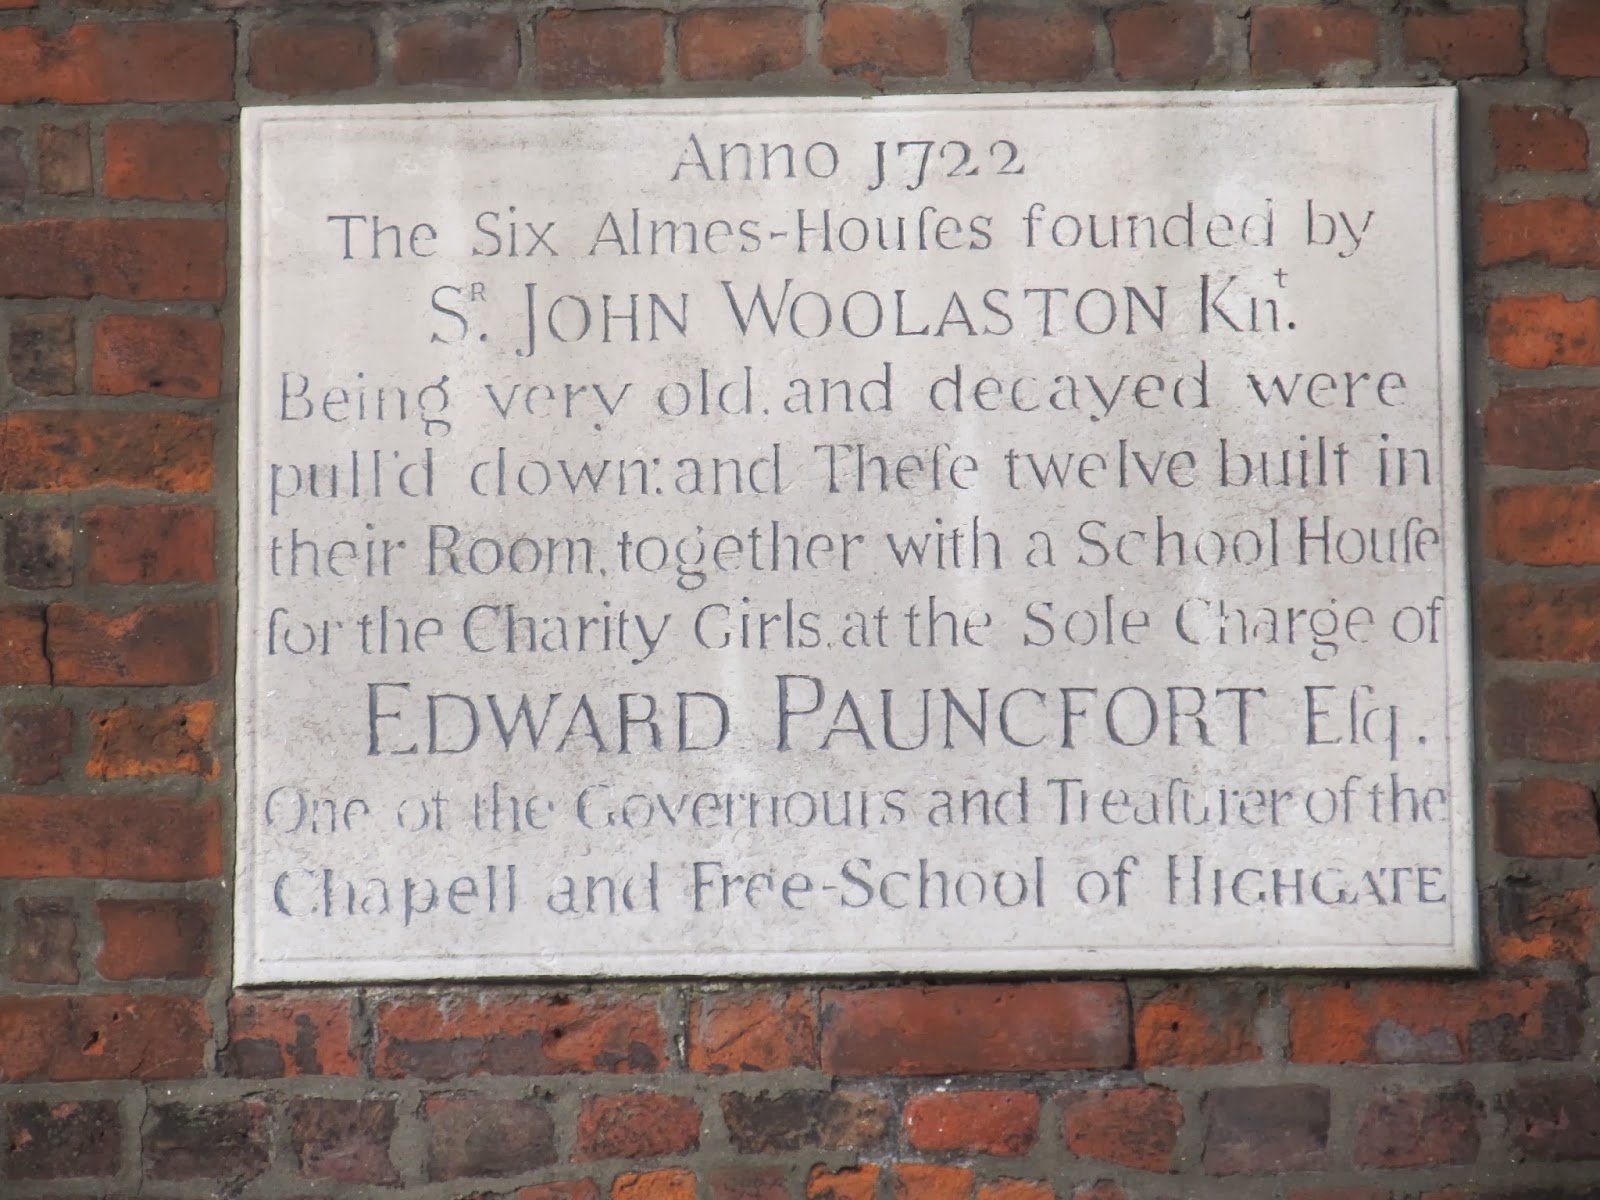 Anno 1722
The Six Almes-Houſes founded by
Sᴿ. JOHN WOOLASTON Knᵗ.
Being very old, and decayed were
pull'd down: and Theſe twelve built in
their Room, together with a School Houſe
for the Charity Girls, at the Sole Charge of
EDWARD PAUNCFORT Eſq.
One of the Governours and Treaſurer of the
Chapell and Free-School of HIGHGATE